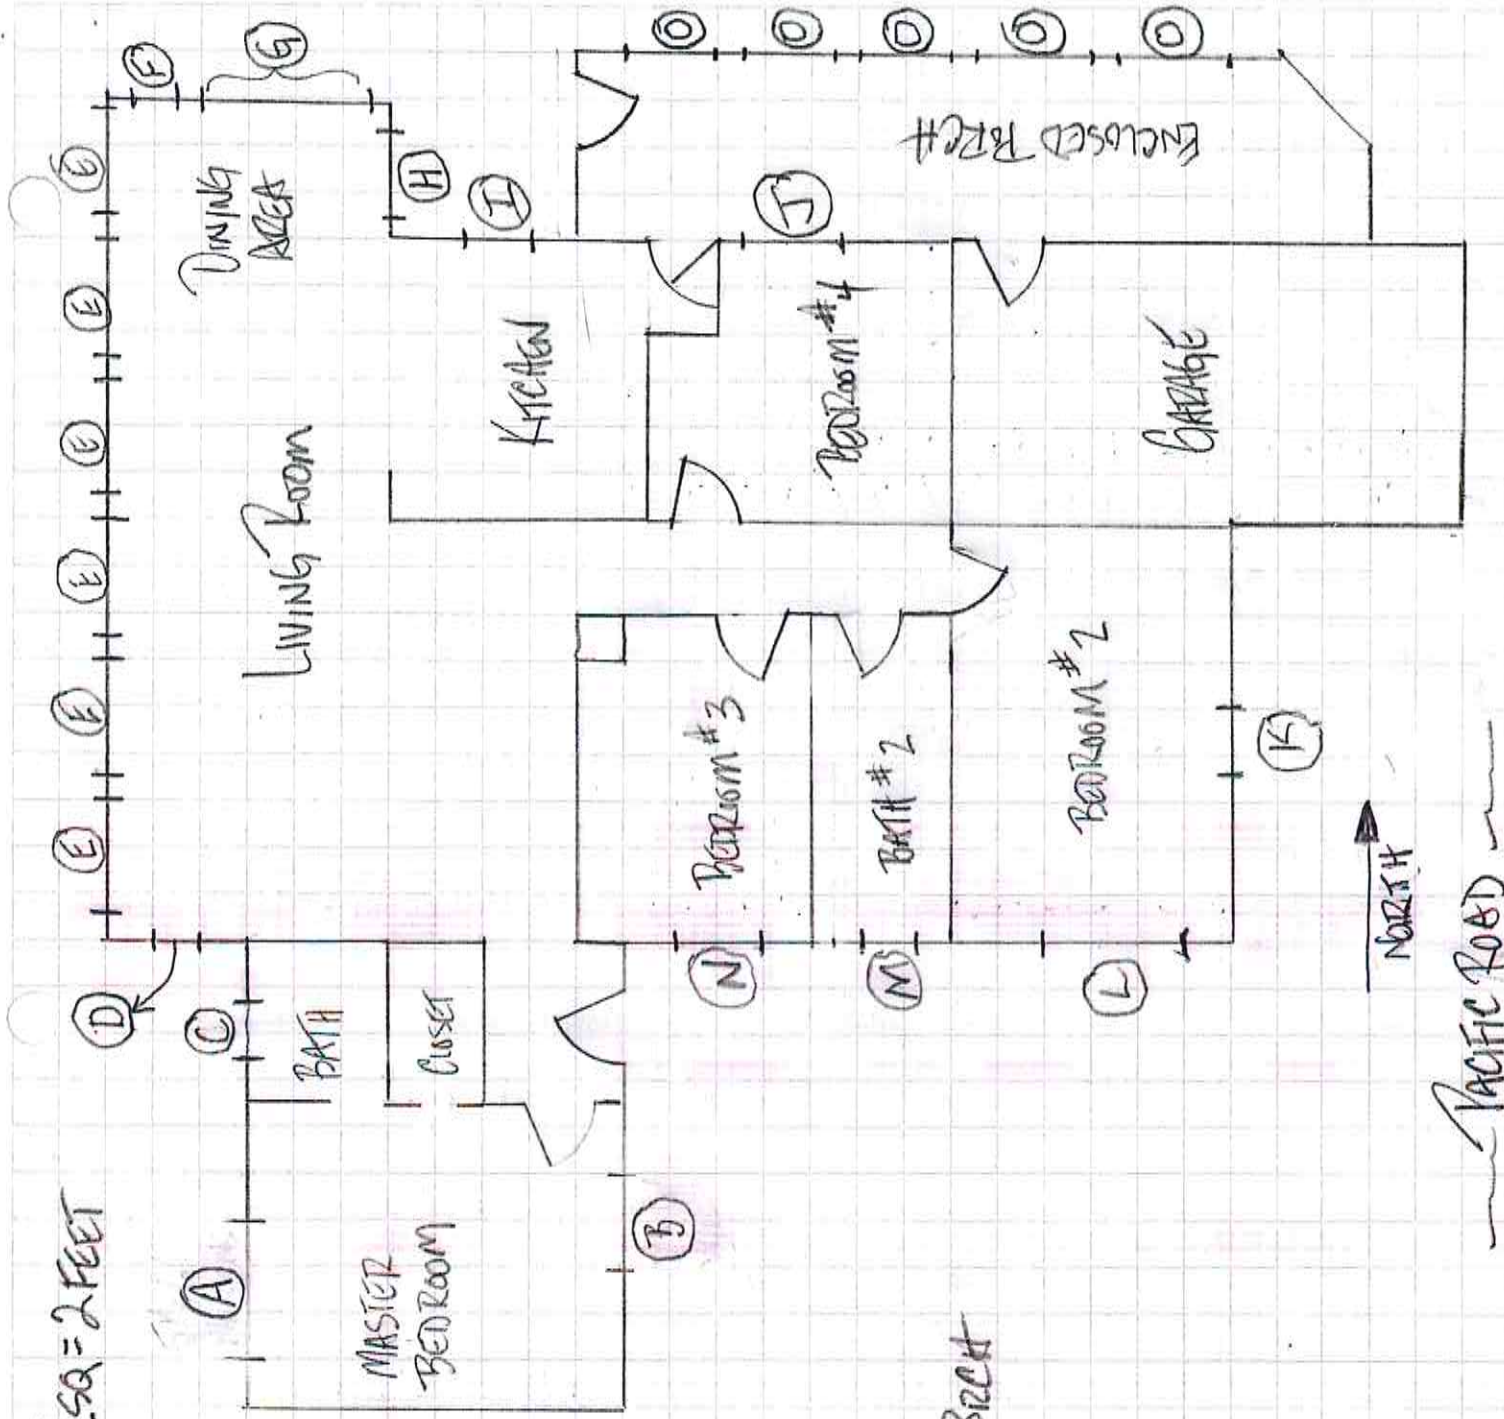 SQ = 2 FEET
A
MASTER
BEDROOM
B
C
D
BATH
CLOSET
E
E
E
E
E
E
F
G
DINING
AREA
H
I
LIVING ROOM
KITCHEN
J
BEDROOM #4
ENCLOSED PORCH
O
O
O
O
O
GARAGE
BEDROOM #3
BATH #2
BEDROOM #2
N
M
L
K
NORTH
PACIFIC ROAD
BIRCH